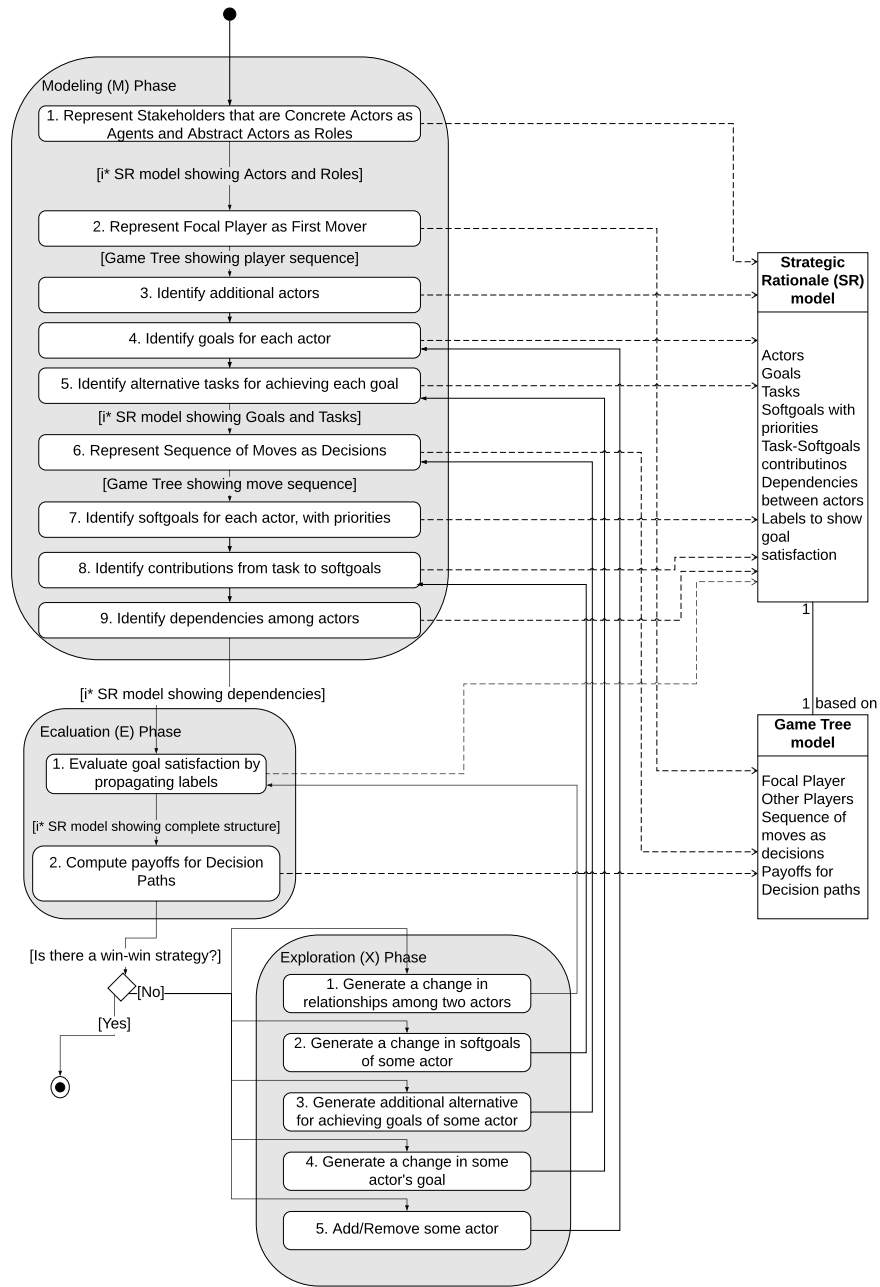 Modeling (M) Phase
1. Represent Stakeholders that are Concrete Actors as
Agents and Abstract Actors as Roles
[i* SR model showing Actors and Roles]
2. Represent Focal Player as First Mover
[Game Tree showing player sequence]
3. Identify additional actors
4. Identify goals for each actor
5. Identify alternative tasks for achieving each goal
[i* SR model showing Goals and Tasks]
6. Represent Sequence of Moves as Decisions
[Game Tree showing move sequence]
7. Identify softgoals for each actor, with priorities
8. Identify contributions from task to softgoals
9. Identify dependencies among actors
[i* SR model showing dependencies]
Strategic
Rationale (SR)
model
Actors
Goals
Tasks
Softgoals with
priorities
Task-Softgoals
contributinos
Dependencies
between actors
Labels to show
goal
satisfaction
1
1
based on
Game Tree
model
Focal Player
Other Players
Sequence of
moves as
decisions
Payoffs for
Decision paths
Ecaluation (E) Phase
1. Evaluate goal satisfaction by
propagating labels
[i* SR model showing complete structure]
2. Compute payoffs for Decision
Paths
[Is there a win-win strategy?]
[No]
[Yes]
Exploration (X) Phase
1. Generate a change in
relationships among two actors
2. Generate a change in softgoals
of some actor
3. Generate additional alternative
for achieving goals of some actor
4. Generate a change in some
actor's goal
5. Add/Remove some actor